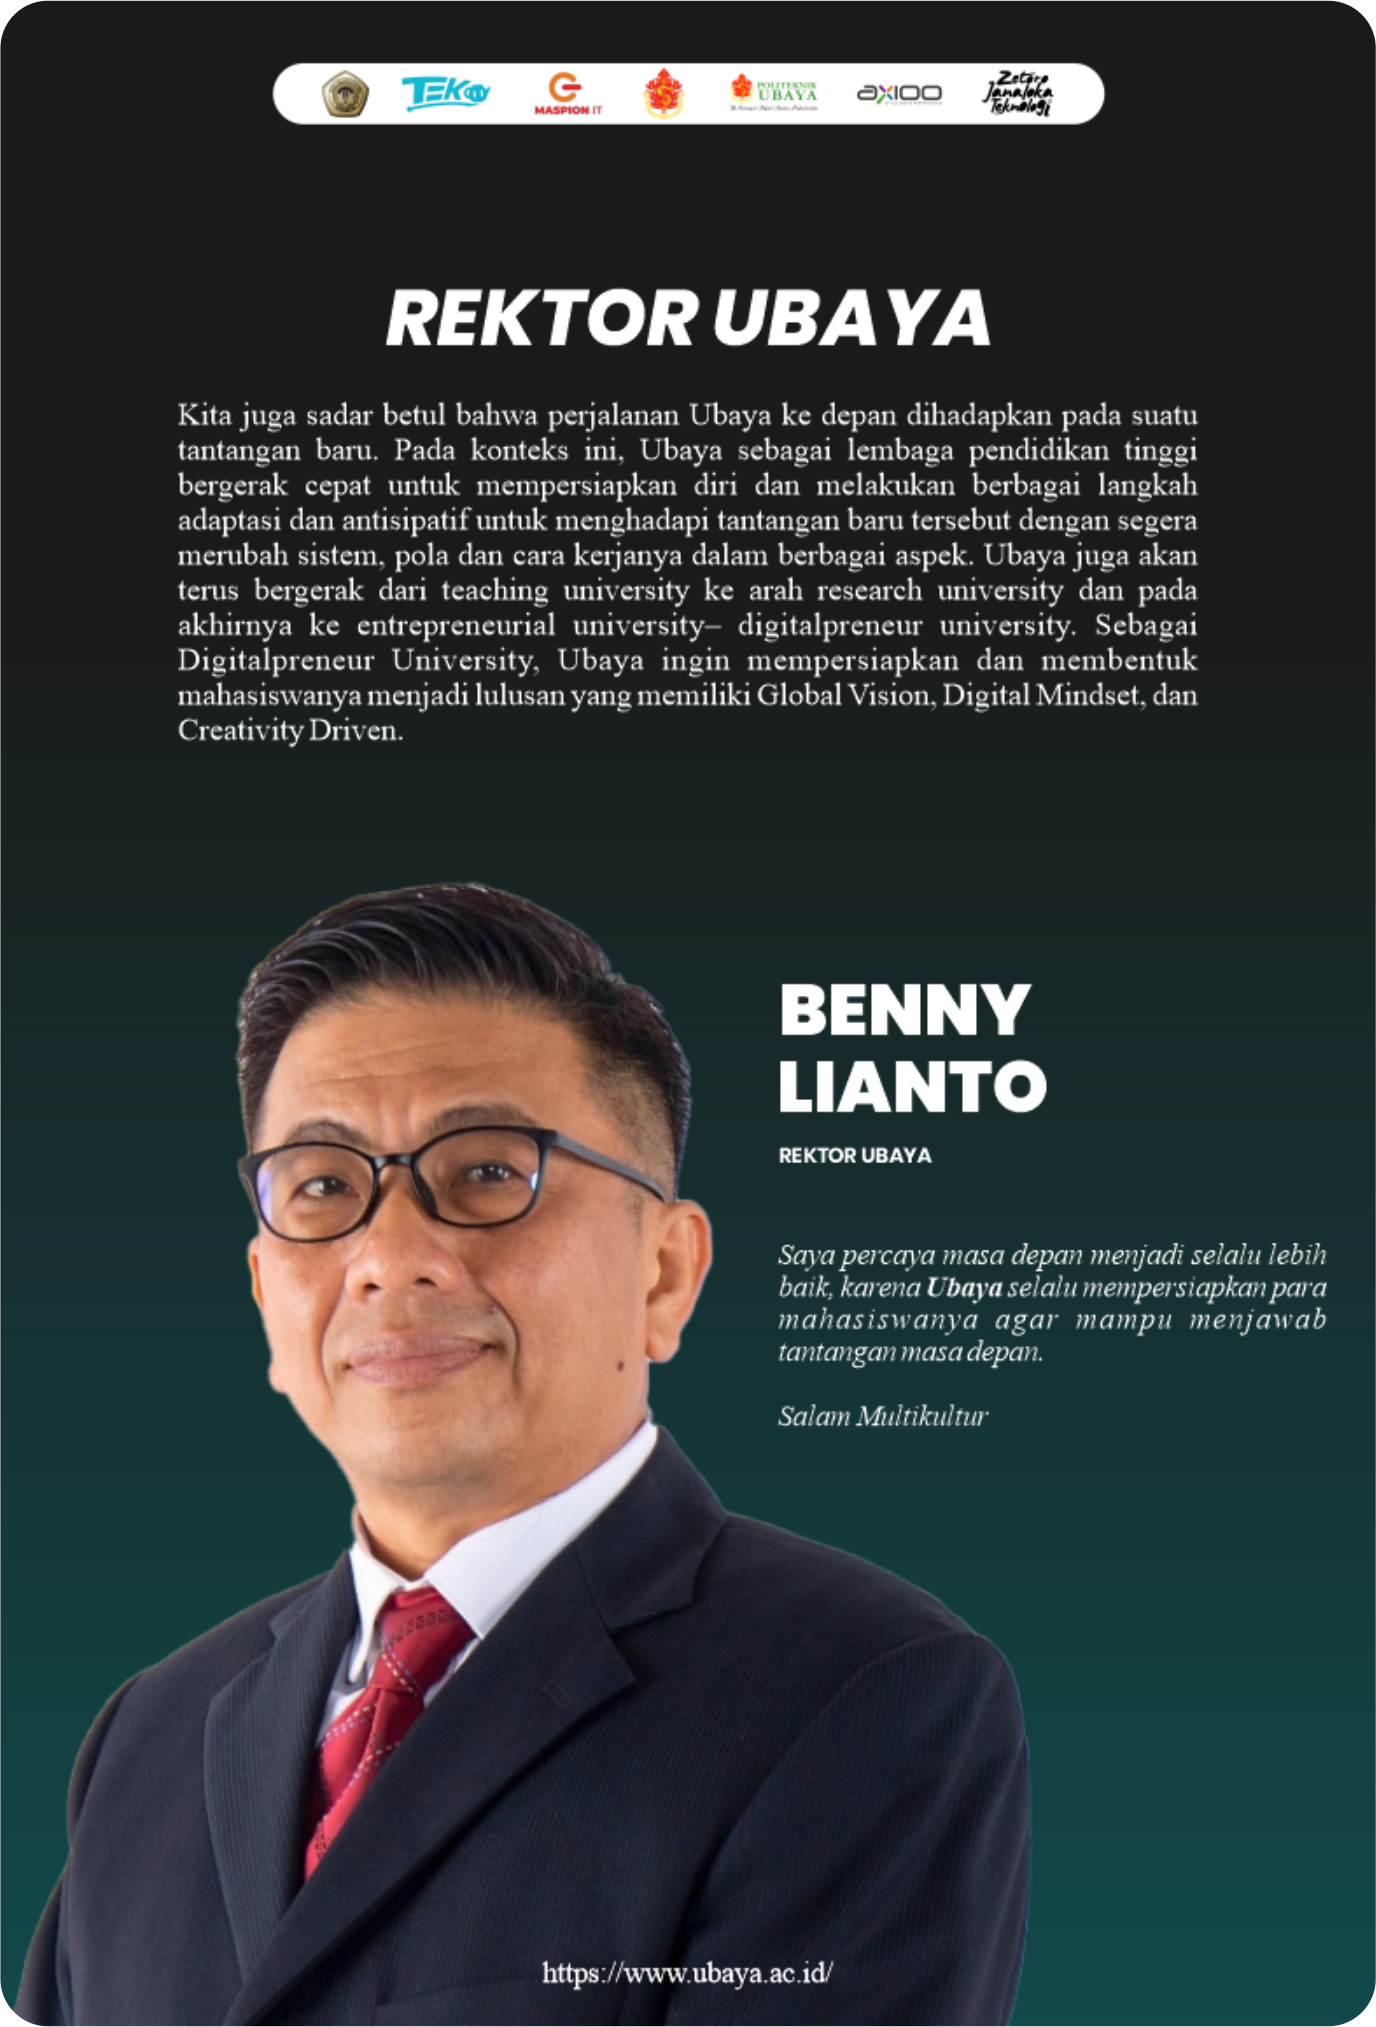 TEKO
MASPION IT
POLITEKNIK
UBAYA
axioo
Zetoro
Janaloka
Teknologi
REKTOR UBAYA
Kita juga sadar betul bahwa perjalanan Ubaya ke depan dihadapkan pada suatu
tantangan baru. Pada konteks ini, Ubaya sebagai lembaga pendidikan tinggi
bergerak cepat untuk mempersiapkan diri dan melakukan berbagai langkah
adaptasi dan antisipatif untuk menghadapi tantangan baru tersebut dengan segera
merubah sistem, pola dan cara kerjanya dalam berbagai aspek. Ubaya juga akan
terus bergerak dari teaching university ke arah research university dan pada
akhirnya ke entrepreneurial university– digitalpreneur university. Sebagai
Digitalpreneur University, Ubaya ingin mempersiapkan dan membentuk
mahasiswanya menjadi lulusan yang memiliki Global Vision, Digital Mindset, dan
Creativity Driven.
BENNY
LIANTO
REKTOR UBAYA
Saya percaya masa depan menjadi selalu lebih
baik, karena Ubaya selalu mempersiapkan para
mahasiswanya agar mampu menjawab
tantangan masa depan.
Salam Multikultur
https://www.ubaya.ac.id/